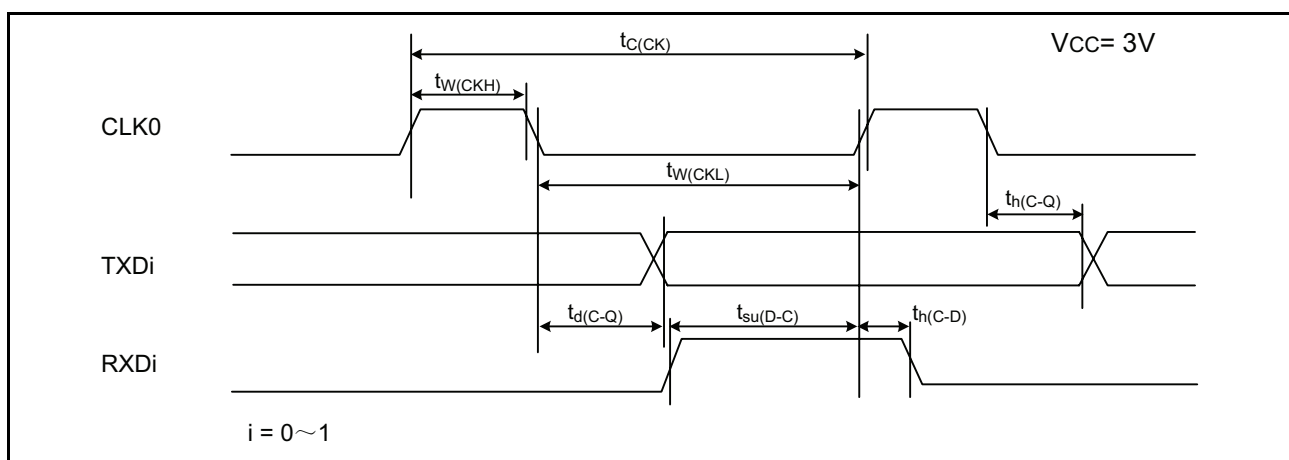 tC(CK)
VCC= 3V
tW(CKH)
CLK0
tW(CKL)
th(C-Q)
TXDi
td(C-Q)
tsu(D-C)
th(C-D)
RXDi
i = 0～1